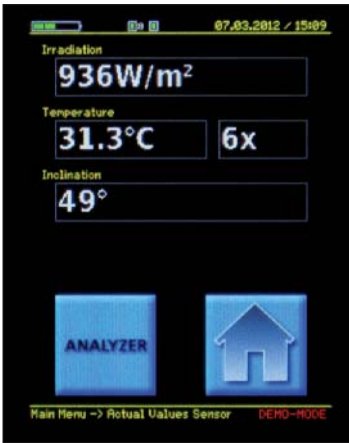 07.03.2012 / 15:09
Irradiation
936W/m²
Temperature
31.3°C 6x
Inclination
49°
ANALYZER
Main Menu -> Actual Values Sensor DEMO-MODE